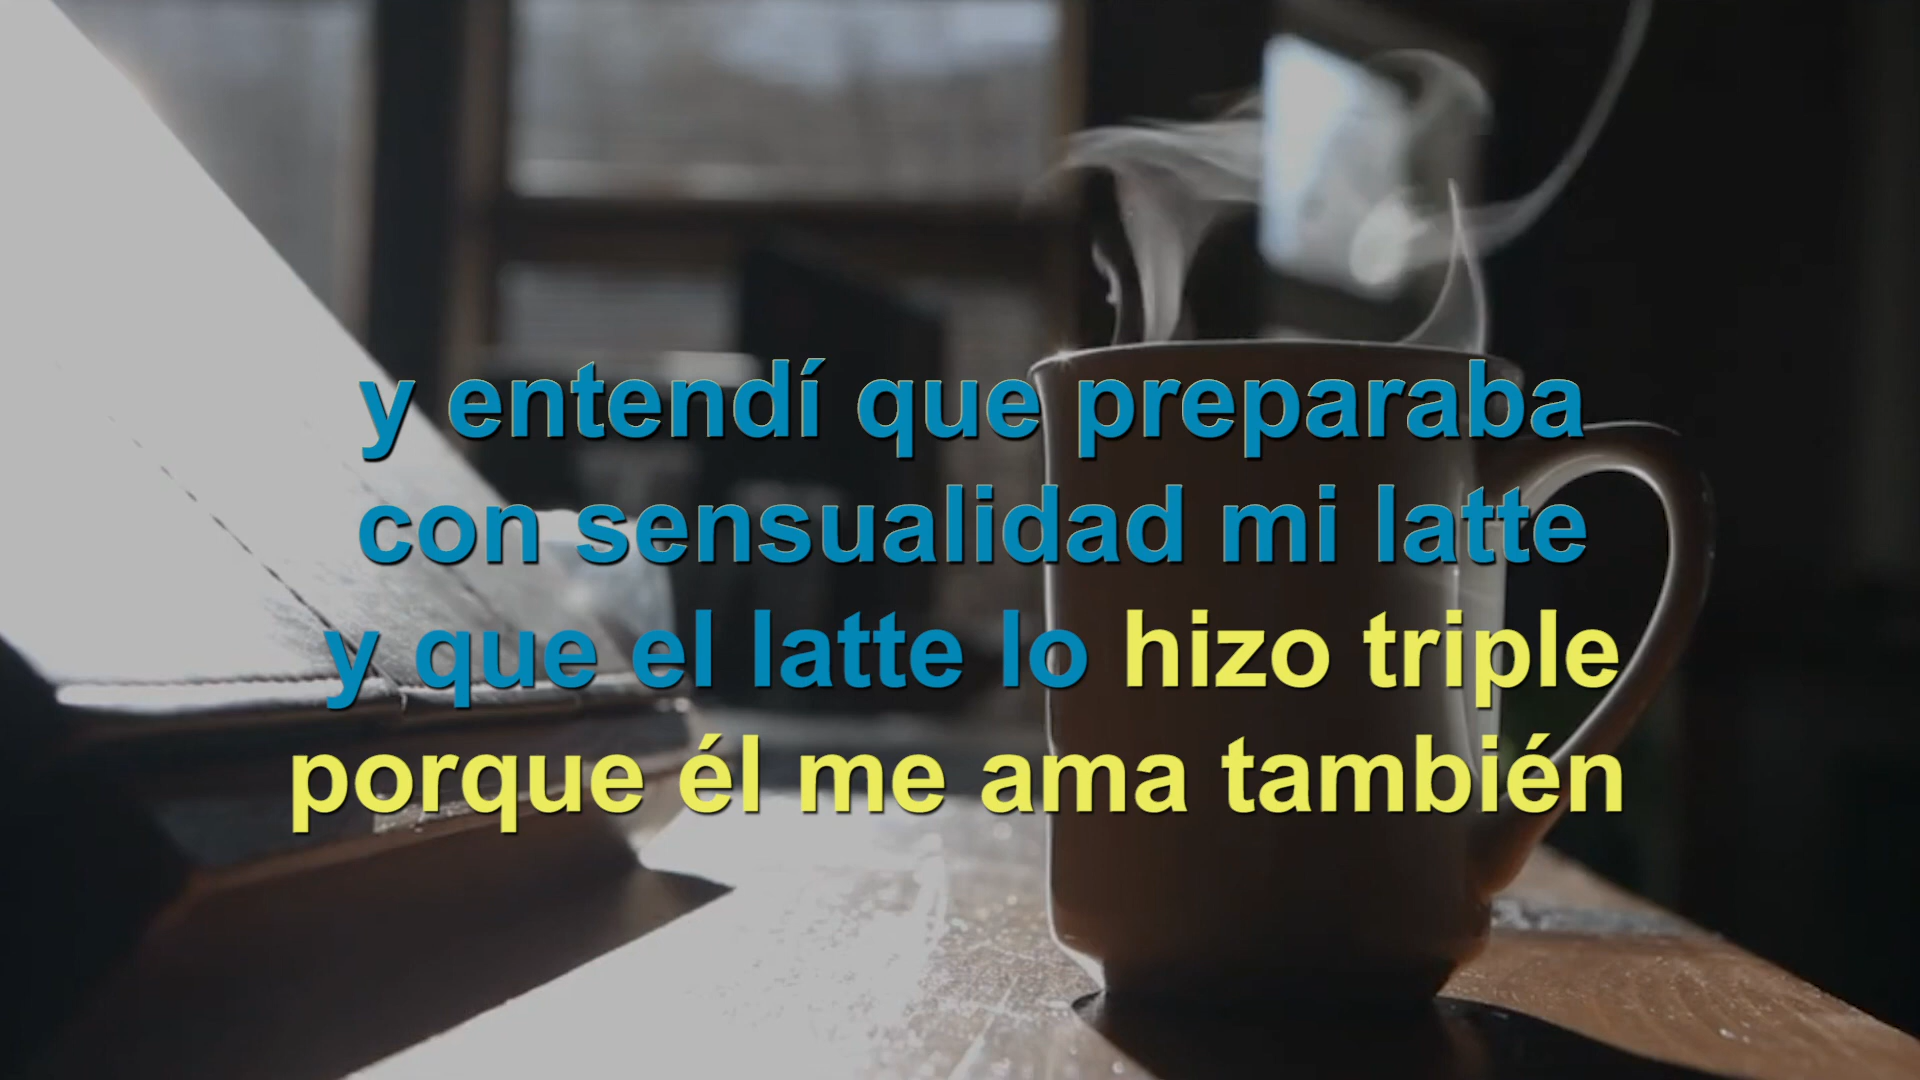 y entendí que preparaba
con sensualidad mi latte
y que el latte lo hizo triple
porque él me ama también